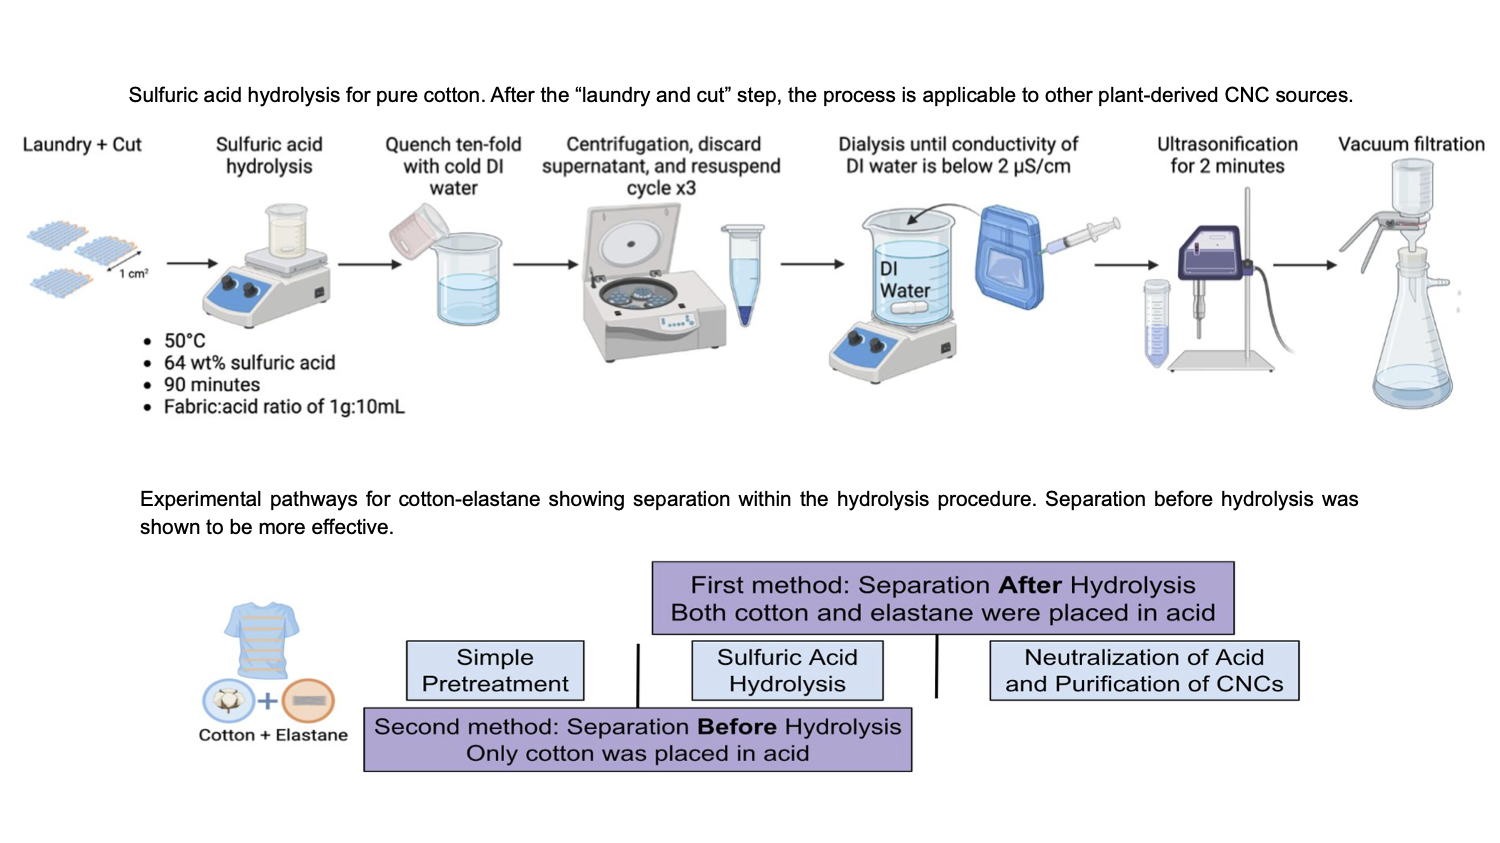 Sulfuric acid hydrolysis for pure cotton. After the “laundry and cut” step, the process is applicable to other plant-derived CNC sources.
Laundry + Cut
Sulfuric acid
hydrolysis
Quench ten-fold
with cold DI
water
Centrifugation, discard
supernatant, and resuspend
cycle x3
Dialysis until conductivity of
DI water is below 2 µS/cm
Ultrasonification
for 2 minutes
Vacuum filtration
1 cm²
DI
Water
• 50°C
• 64 wt% sulfuric acid
• 90 minutes
• Fabric:acid ratio of 1g:10mL
Experimental pathways for cotton-elastane showing separation within the hydrolysis procedure. Separation before hydrolysis was
shown to be more effective.
First method: Separation After Hydrolysis
Both cotton and elastane were placed in acid
Simple
Pretreatment
Sulfuric Acid
Hydrolysis
Neutralization of Acid
and Purification of CNCs
Second method: Separation Before Hydrolysis
Only cotton was placed in acid
Cotton + Elastane